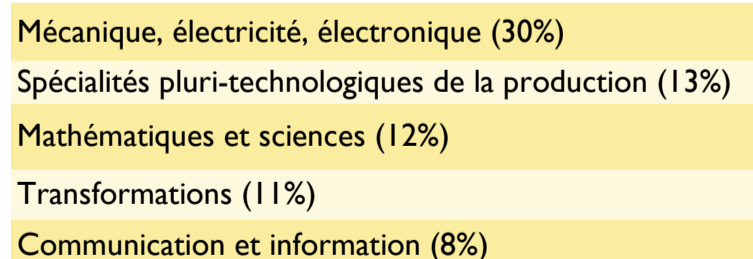 Mécanique, électricité, électronique (30%)
Spécialités pluri-technologiques de la production (13%)
Mathématiques et sciences (12%)
Transformations (11%)
Communication et information (8%)